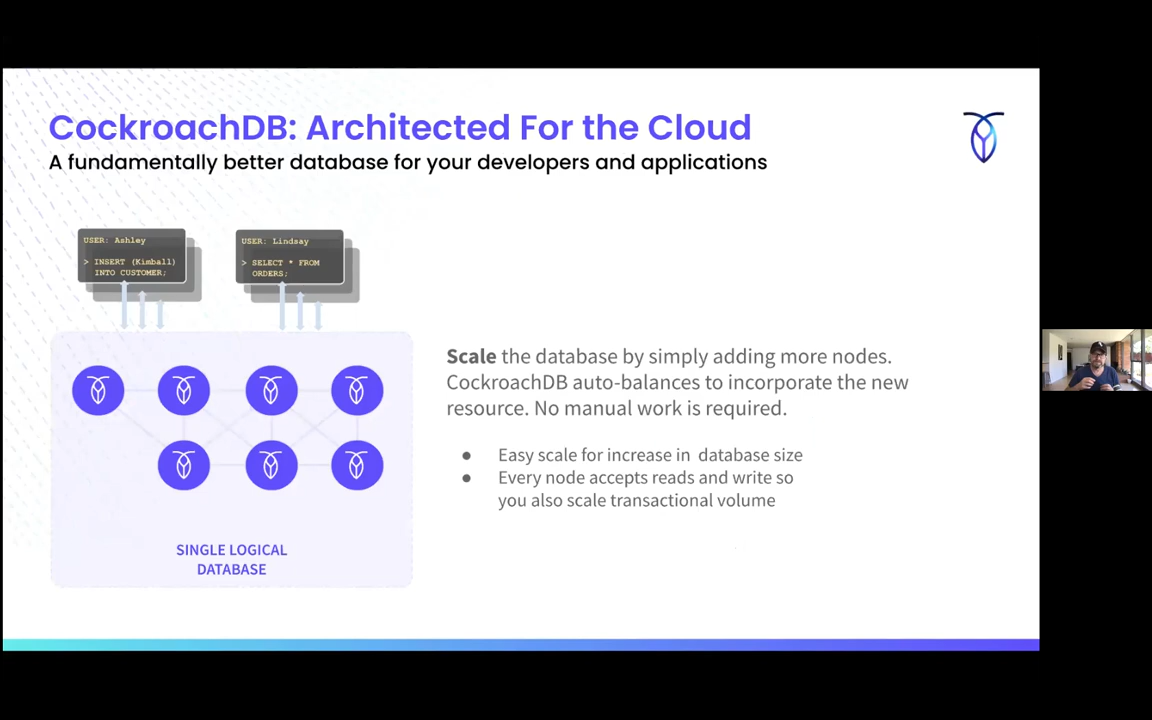 CockroachDB: Architected For the Cloud
A fundamentally better database for your developers and applications
USER: Ashley
> INSERT (Kimball)
INTO CUSTOMER;
USER: Lindsay
> SELECT * FROM
ORDERS;
SINGLE LOGICAL
DATABASE
Scale the database by simply adding more nodes.
CockroachDB auto-balances to incorporate the new
resource. No manual work is required.
● Easy scale for increase in database size
● Every node accepts reads and write so
you also scale transactional volume